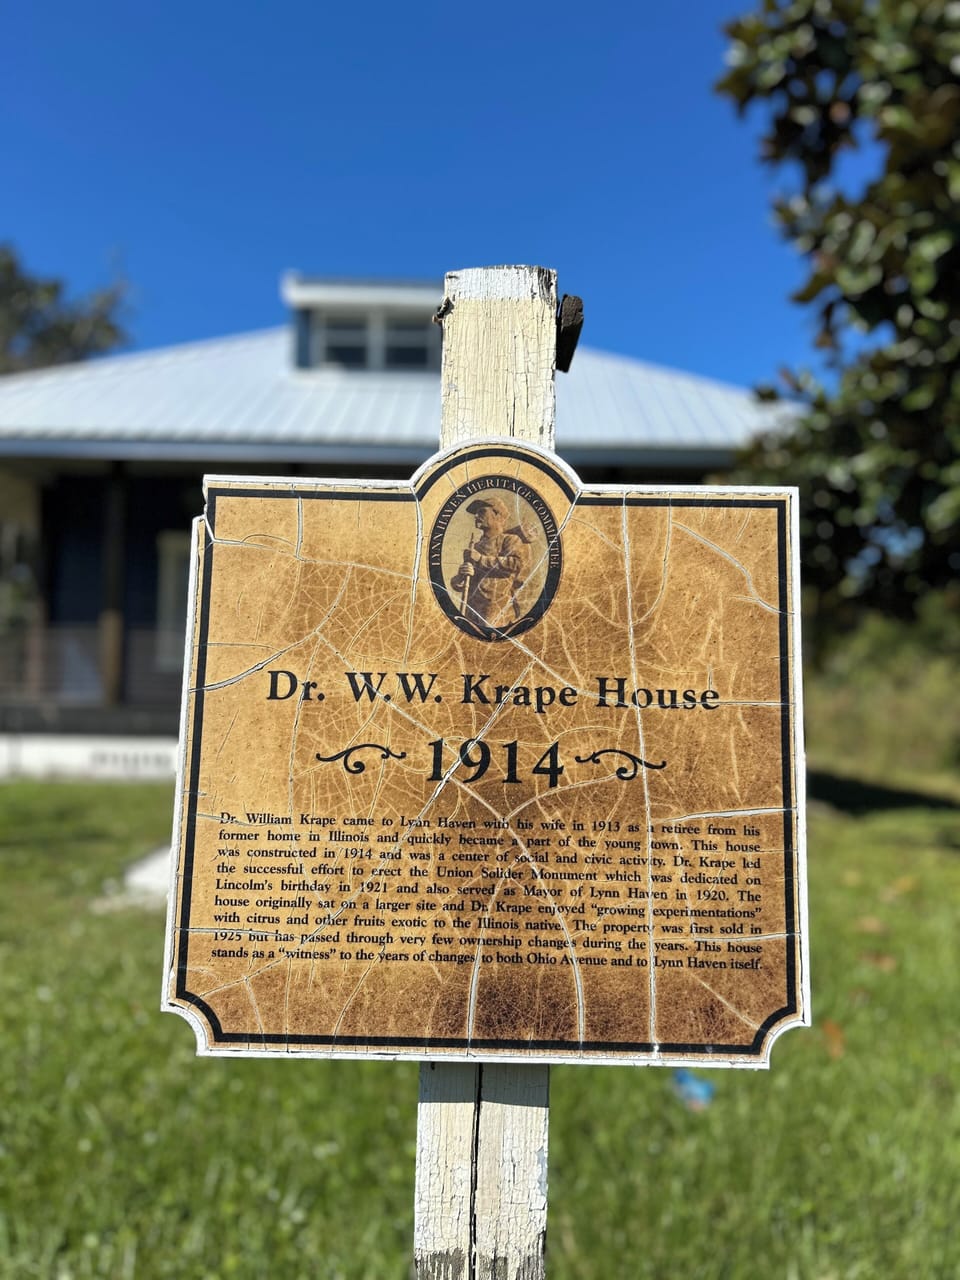 LYNN HAVEN HERITAGE COMMITTEE
Dr. W.W. Krape House
1914
Dr. William Krape came to Lynn Haven with his wife in 1913 as a retiree from his
former home in Illinois and quickly became a part of the young town. This house
was constructed in 1914 and was a center of social and civic activity. Dr. Krape led
the successful effort to erect the Union Solider Monument which was dedicated on
Lincoln's birthday in 1921 and also served as Mayor of Lynn Haven in 1920. The
house originally sat on a larger site and Dr. Krape enjoyed "growing experimentations"
with citrus and other fruits exotic to the Illinois native. The property was first sold in
1925 but has passed through very few ownership changes during the years. This house
stands as a "witness" to the years of changes to both Ohio Avenue and to Lynn Haven itself.